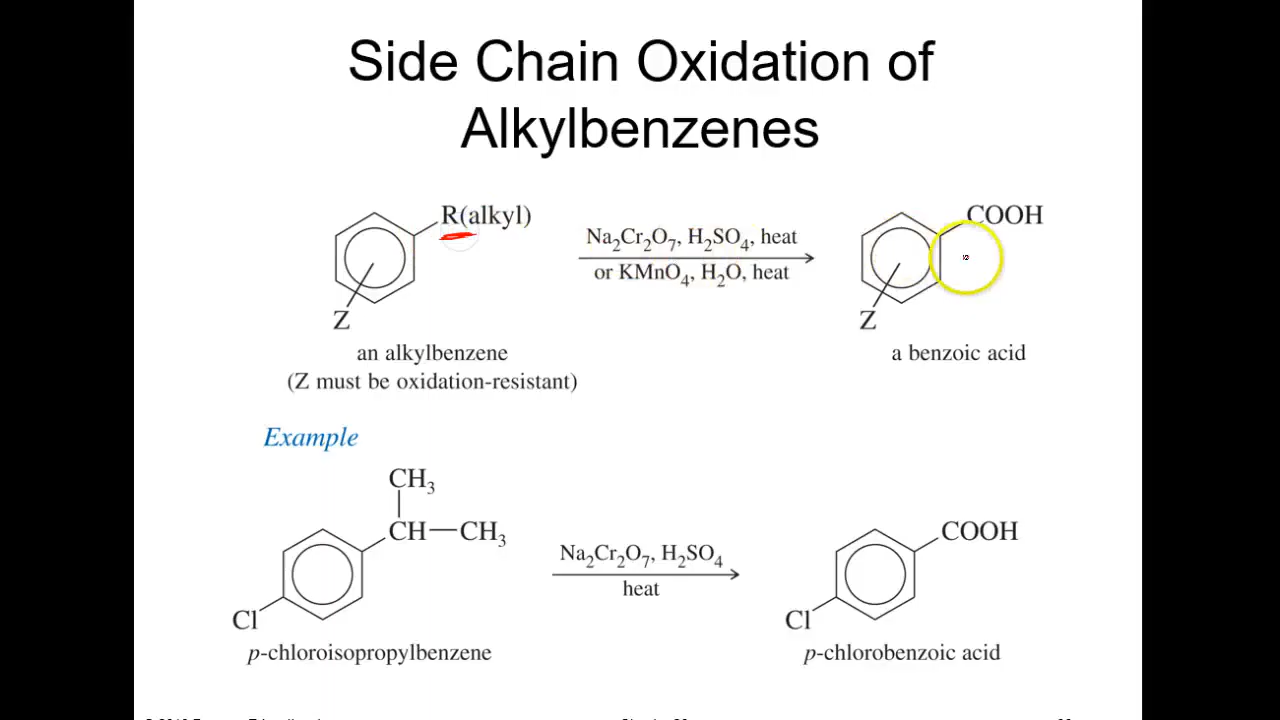 Side Chain Oxidation of
Alkylbenzenes
R(alkyl)
Z
Na₂Cr₂O₇, H₂SO₄, heat
or KMnO₄, H₂O, heat
COOH
Z
an alkylbenzene
(Z must be oxidation-resistant)
a benzoic acid
Example
CH₃
CH—CH₃
Cl
Na₂Cr₂O₇, H₂SO₄
heat
COOH
Cl
p-chloroisopropylbenzene
p-chlorobenzoic acid